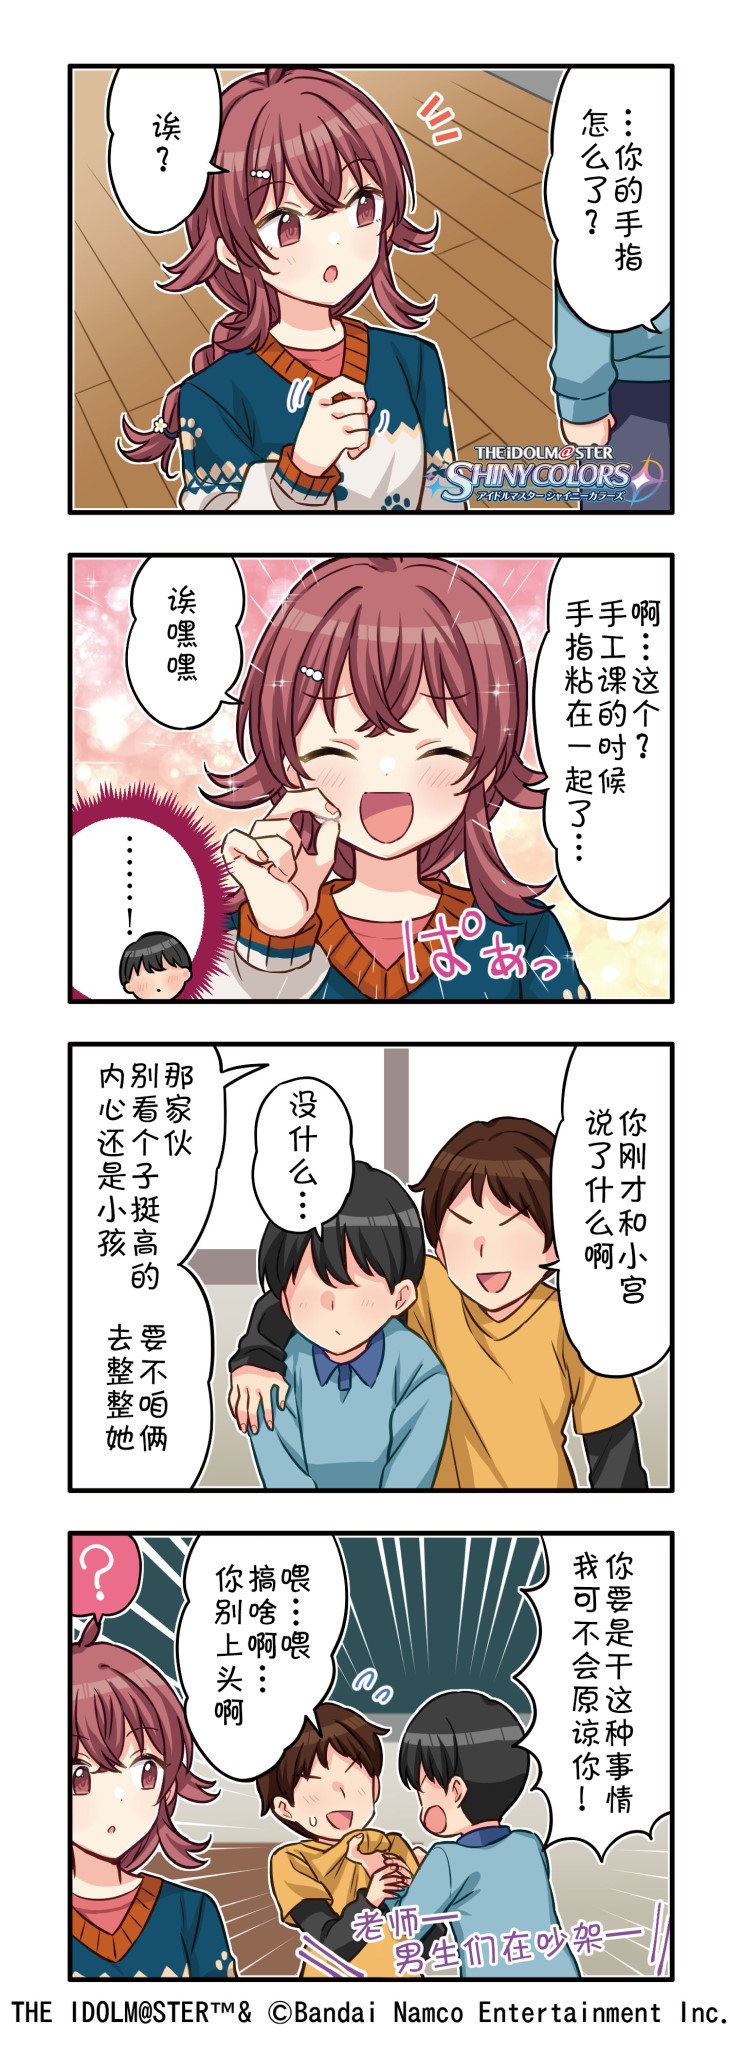 …你的手指
怎么了？
诶？
THE iDOLM@STER
SHINY COLORS
アイドルマスター シャイニーカラーズ
啊…这个？
手工课的时候
手指粘在一起了…
诶嘿嘿
………！
ぱあっ
你刚才和小宫
说了什么啊
没什么…
那家伙
别看个子挺高的
内心还是小孩
要不咱俩
去整整她
你要是干这种事情
我可不会原谅你！
喂…喂
搞啥啊…
你别上头啊
？
老师—
男生们在吵架—
THE IDOLM@STER™& ©Bandai Namco Entertainment Inc.